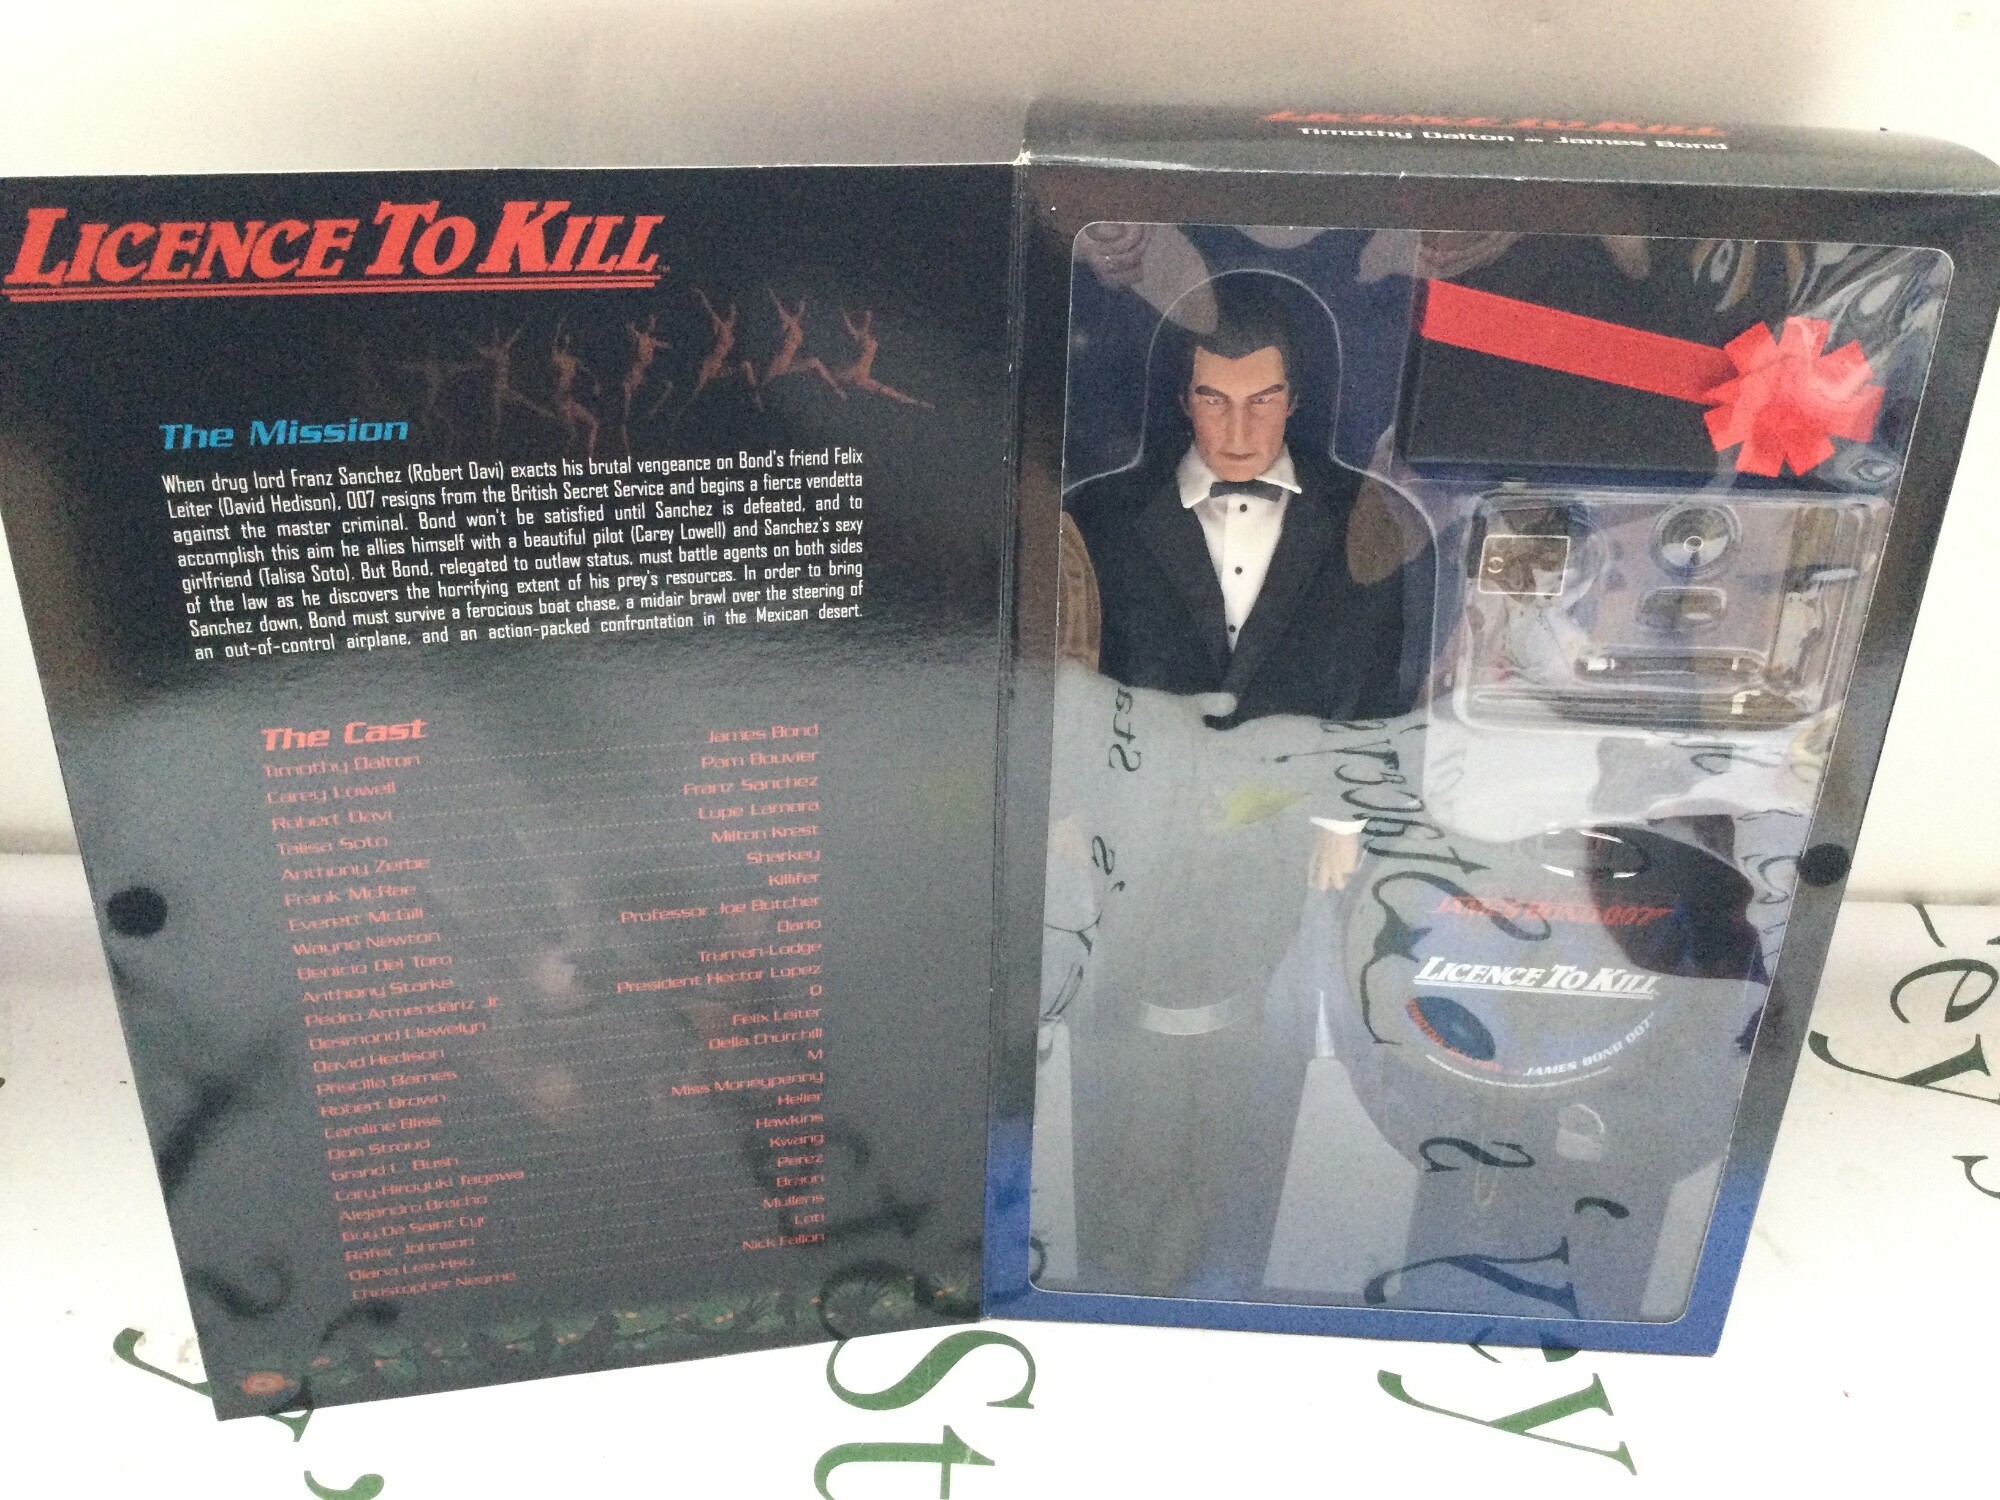 LICENCE TO KILL
Timothy Dalton as James Bond
LICENCE TO KILL™
The Mission
When drug lord Franz Sanchez (Robert Davi) exacts his brutal vengeance on Bond's friend Felix
Leiter (David Hedison), 007 resigns from the British Secret Service and begins a fierce vendetta
against the master criminal. Bond won't be satisfied until Sanchez is defeated, and to
accomplish this aim he allies himself with a beautiful pilot (Carey Lowell) and Sanchez's sexy
girlfriend (Talisa Soto). But Bond, relegated to outlaw status, must battle agents on both sides
of the law as he discovers the horrifying extent of his prey's resources. In order to bring
Sanchez down, Bond must survive a ferocious boat chase, a midair brawl over the steering of
an out-of-control airplane, and an action-packed confrontation in the Mexican desert.
The Cast
Timothy Dalton James Bond
Carey Lowell Pam Bouvier
Robert Davi Franz Sanchez
Talisa Soto Lupe Lamora
Anthony Zerbe Milton Krest
Frank McRae Sharkey
Everett McGill Killifer
Wayne Newton Professor Joe Butcher
Benicio Del Toro Dario
Anthony Starke Truman-Lodge
Pedro Armendáriz Jr. President Hector Lopez
Desmond Llewelyn Q
David Hedison Felix Leiter
Priscilla Barnes Della Churchill
Robert Brown M
Caroline Bliss Miss Moneypenny
Don Stroud Heller
Grand L. Bush Hawkins
Cary-Hiroyuki Tagawa Kwang
Alejandro Bracho Perez
Guy De Saint Cyr Braun
Rafer Johnson Mullens
Diana Lee-Hsu Loti
Christopher Neame Nick Fallon
JAMES BOND 007
LICENCE TO KILL
JAMES BOND 007
St
ey